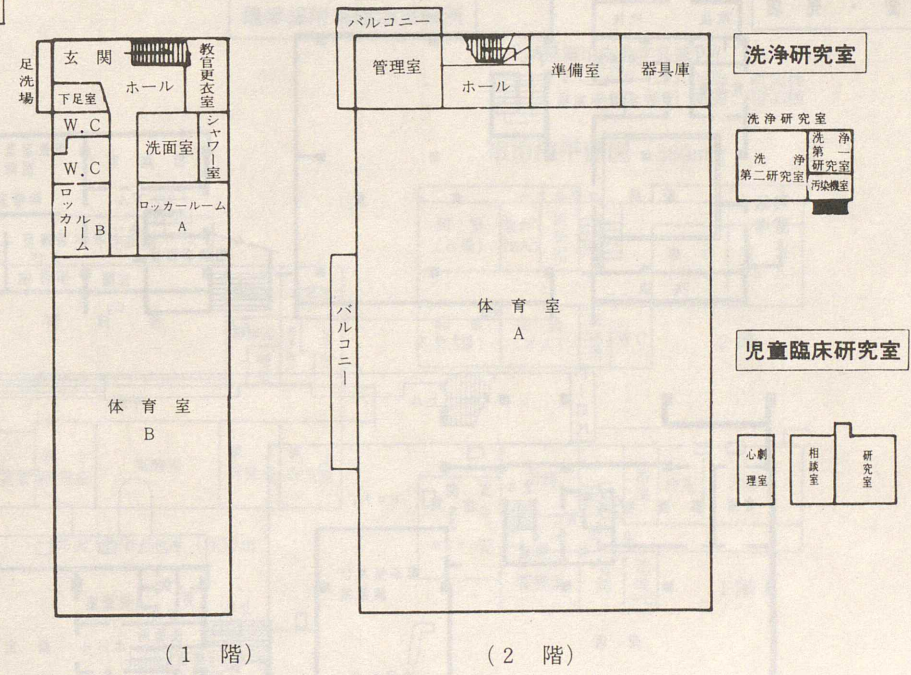 足洗場
玄関
教官更衣室
ホール
下足室
W.C
シャワー室
洗面室
W.C
ロッカー
ルーム
B
ロッカールーム
A
体育室
B
(1 階)
バルコニー
管理室
ホール
準備室
器具庫
バルコニー
体育室
A
(2 階)
洗浄研究室
洗浄研究室
洗浄
第二研究室
洗浄
第一
研究室
汚染機室
児童臨床研究室
心劇
理室
相談室
研究室